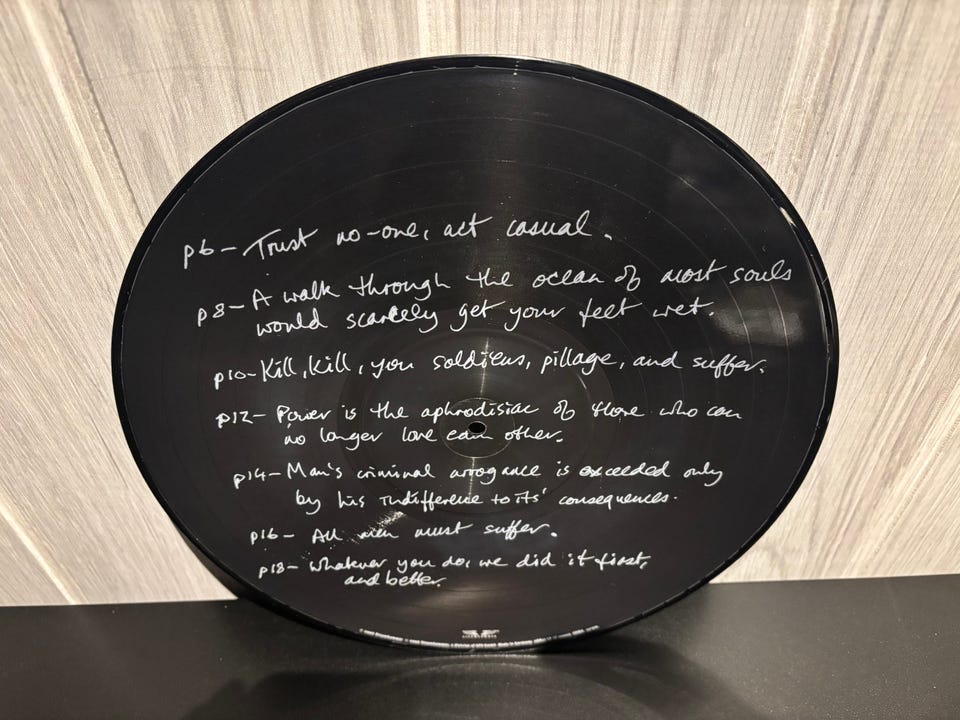 p6- Trust no-one, act casual.
p8- A walk through the ocean of most souls
would scarcely get your feet wet.
p10- Kill, kill, you soldiers, pillage, and suffer.
p12- Power is the aphrodisiac of those who can
no longer love each other.
p14- Man's criminal arrogance is exceeded only
by his indifference to its' consequences.
p16- All men must suffer.
p18- Whatever you do, we did it first,
and better.